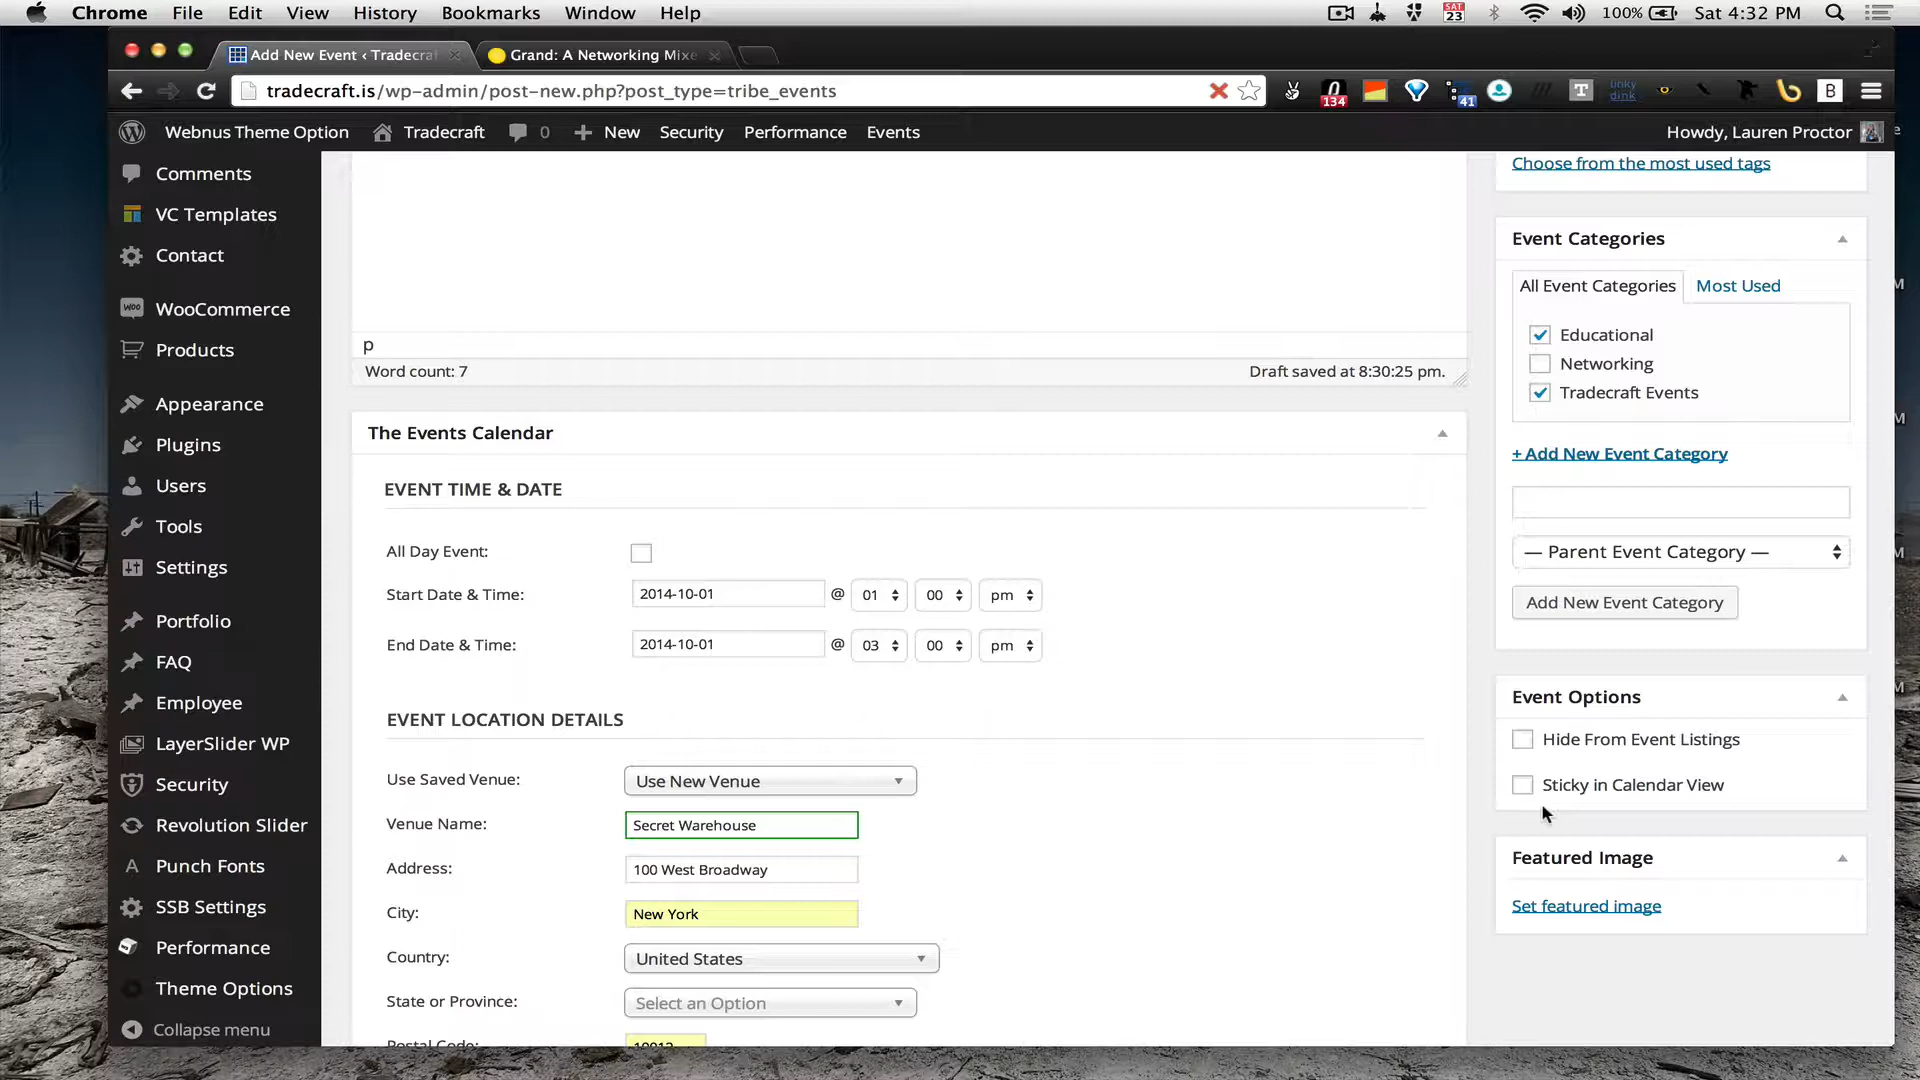 Chrome File Edit View History Bookmarks Window Help
SAT 23 100% Sat 4:32 PM
Add New Event ‹ Tradecra
Grand: A Networking Mixe
tradecraft.is/wp-admin/post-new.php?post_type=tribe_events
134 41 T linky dink B
Webnus Theme Option Tradecraft 0 New Security Performance Events
Howdy, Lauren Proctor
Comments
VC Templates
Contact
WooCommerce
Products
Appearance
Plugins
Users
Tools
Settings
Portfolio
FAQ
Employee
LayerSlider WP
Security
Revolution Slider
Punch Fonts
SSB Settings
Performance
Theme Options
Collapse menu
p
Word count: 7
Draft saved at 8:30:25 pm.
The Events Calendar
EVENT TIME & DATE
All Day Event:
Start Date & Time: 2014-10-01 @ 01 00 pm
End Date & Time: 2014-10-01 @ 03 00 pm
EVENT LOCATION DETAILS
Use Saved Venue: Use New Venue
Venue Name: Secret Warehouse
Address: 100 West Broadway
City: New York
Country: United States
State or Province: Select an Option
Postal Code:
Choose from the most used tags
Event Categories
All Event Categories Most Used
Educational
Networking
Tradecraft Events
+ Add New Event Category
— Parent Event Category —
Add New Event Category
Event Options
Hide From Event Listings
Sticky in Calendar View
Featured Image
Set featured image